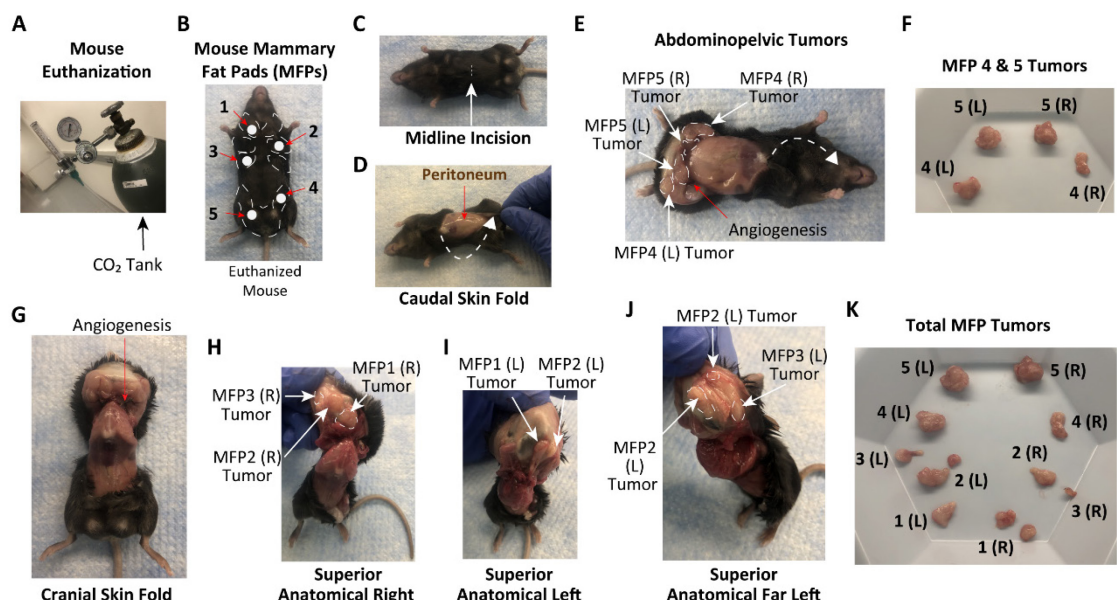 A
Mouse
Euthanization
CO₂ Tank
B
Mouse Mammary
Fat Pads (MFPs)
1
2
3
4
5
Euthanized
Mouse
C
Midline Incision
D
Peritoneum
Caudal Skin Fold
E
Abdominopelvic Tumors
MFP5 (R)
Tumor
MFP4 (R)
Tumor
MFP5 (L)
Tumor
Angiogenesis
MFP4 (L) Tumor
F
MFP 4 & 5 Tumors
5 (L)
5 (R)
4 (L)
4 (R)
G
Angiogenesis
Cranial Skin Fold
H
MFP1 (R)
Tumor
MFP3 (R)
Tumor
MFP2 (R)
Tumor
Superior
Anatomical Right
I
MFP1 (L)
Tumor
MFP2 (L)
Tumor
Superior
Anatomical Left
J
MFP2 (L) Tumor
MFP3 (L)
Tumor
MFP2
(L)
Tumor
Superior
Anatomical Far Left
K
Total MFP Tumors
5 (L)
5 (R)
4 (L)
4 (R)
3 (L)
2 (R)
2 (L)
3 (R)
1 (L)
1 (R)